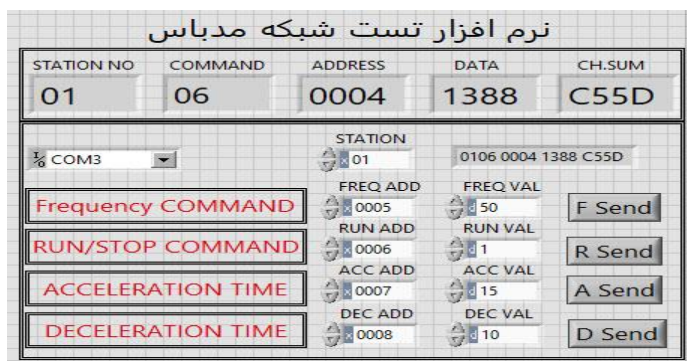 نرم افزار تست شبکه مدباس
STATION NO COMMAND ADDRESS DATA CH.SUM
01 06 0004 1388 C55D
STATION
COM3 x 01 0106 0004 1388 C55D
FREQ ADD FREQ VAL
Frequency COMMAND x 0005 d 50 F Send
RUN ADD RUN VAL
RUN/STOP COMMAND x 0006 d 1 R Send
ACC ADD ACC VAL
ACCELERATION TIME x 0007 d 15 A Send
DEC ADD DEC VAL
DECELERATION TIME x 0008 d 10 D Send